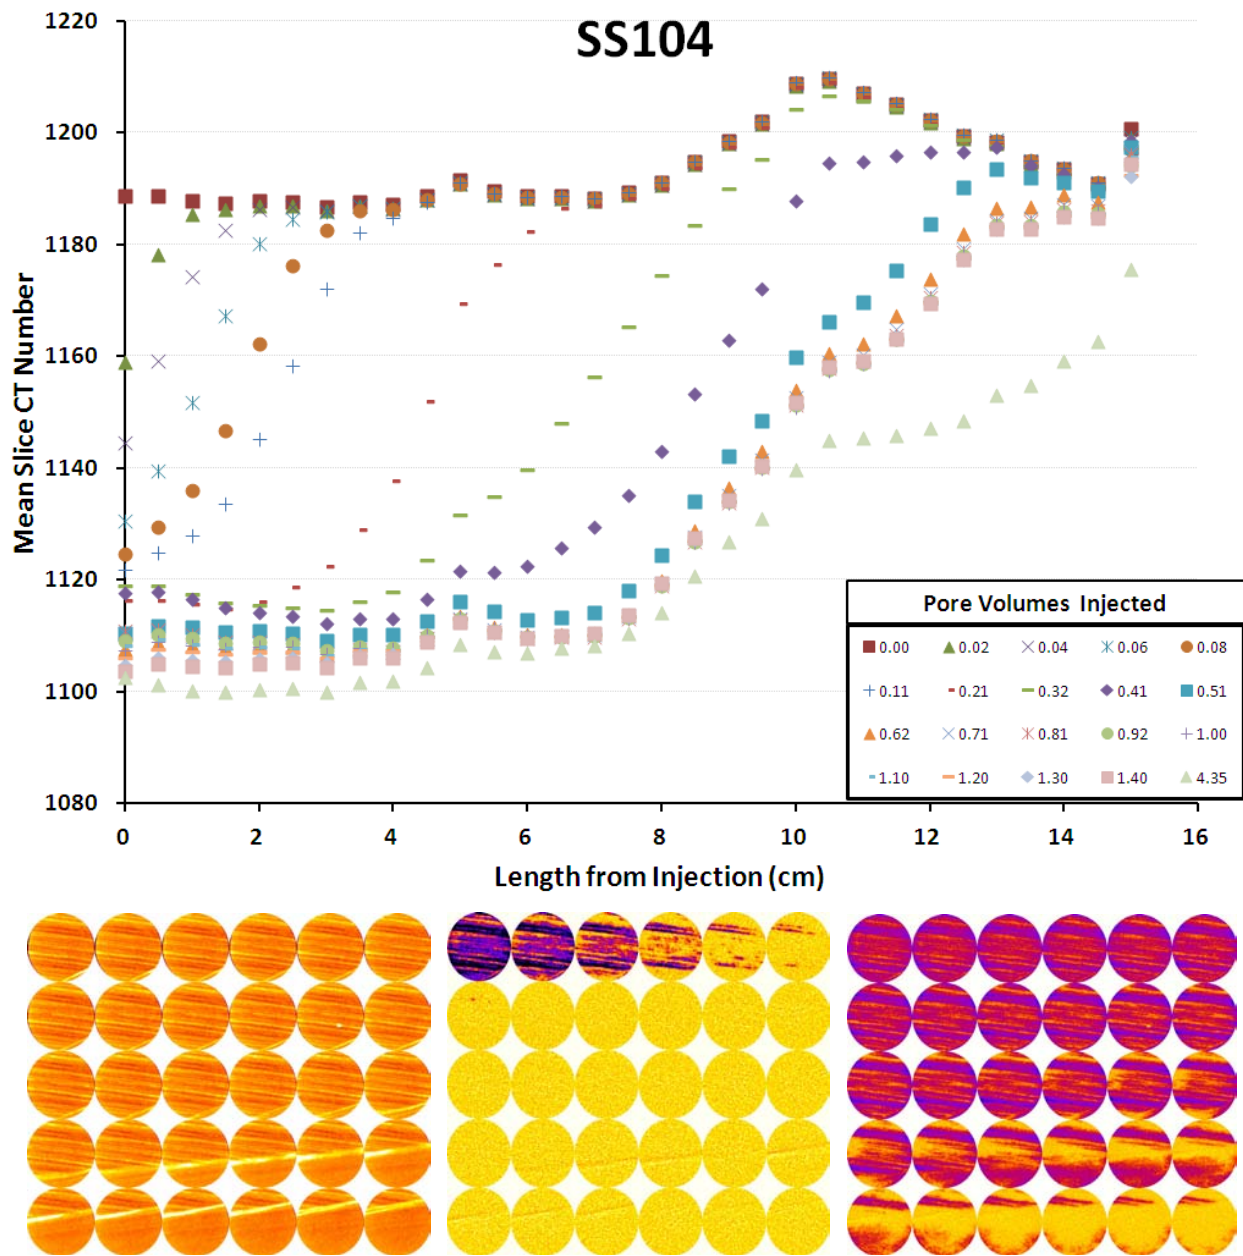 SS104
1220
1200
1180
1160
1140
1120
1100
1080
Mean Slice CT Number
0 2 4 6 8 10 12 14 16
Length from Injection (cm)
Pore Volumes Injected
0.00 0.02 0.04 0.06 0.08
0.11 0.21 0.32 0.41 0.51
0.62 0.71 0.81 0.92 1.00
1.10 1.20 1.30 1.40 4.35